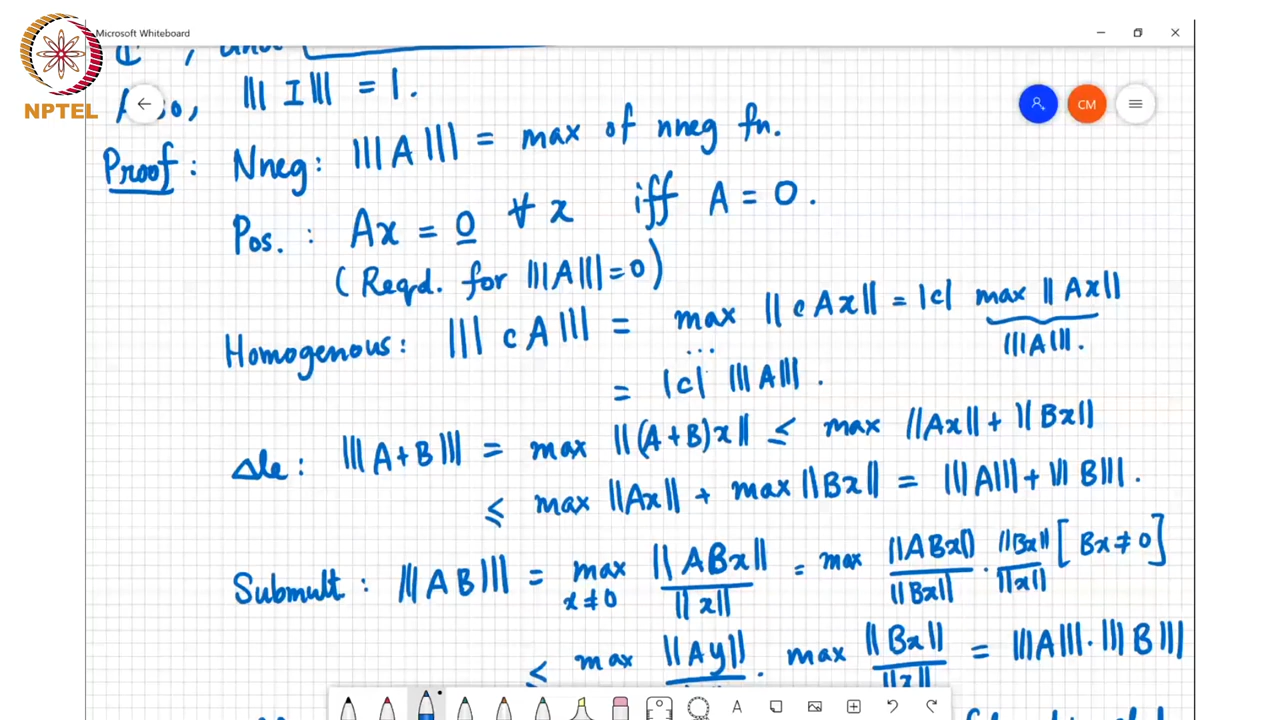 Microsoft Whiteboard
NPTEL
CM
||| I ||| = 1.
Proof : Nneg: |||A||| = max of nneg fn.
Pos. : Ax = 0 ∀ x iff A = 0.
(Reqd. for |||A||| = 0)
Homogenous: ||| cA ||| = max ... || cAx || = |c| max || Ax ||
|||A|||.
= |c| |||A||| .
Δle : |||A+B||| = max ||(A+B)x|| ≤ max ||Ax|| + ||Bx||
≤ max ||Ax|| + max ||Bx|| = |||A||| + |||B||| .
Submult : |||AB||| = max x≠0 ||ABx|| / ||x|| = max ||ABx|| / ||Bx|| . ||Bx|| / ||x|| [Bx ≠ 0]
≤ max ||Ay|| . max ||Bx|| / ||x|| = |||A||| . |||B|||
A